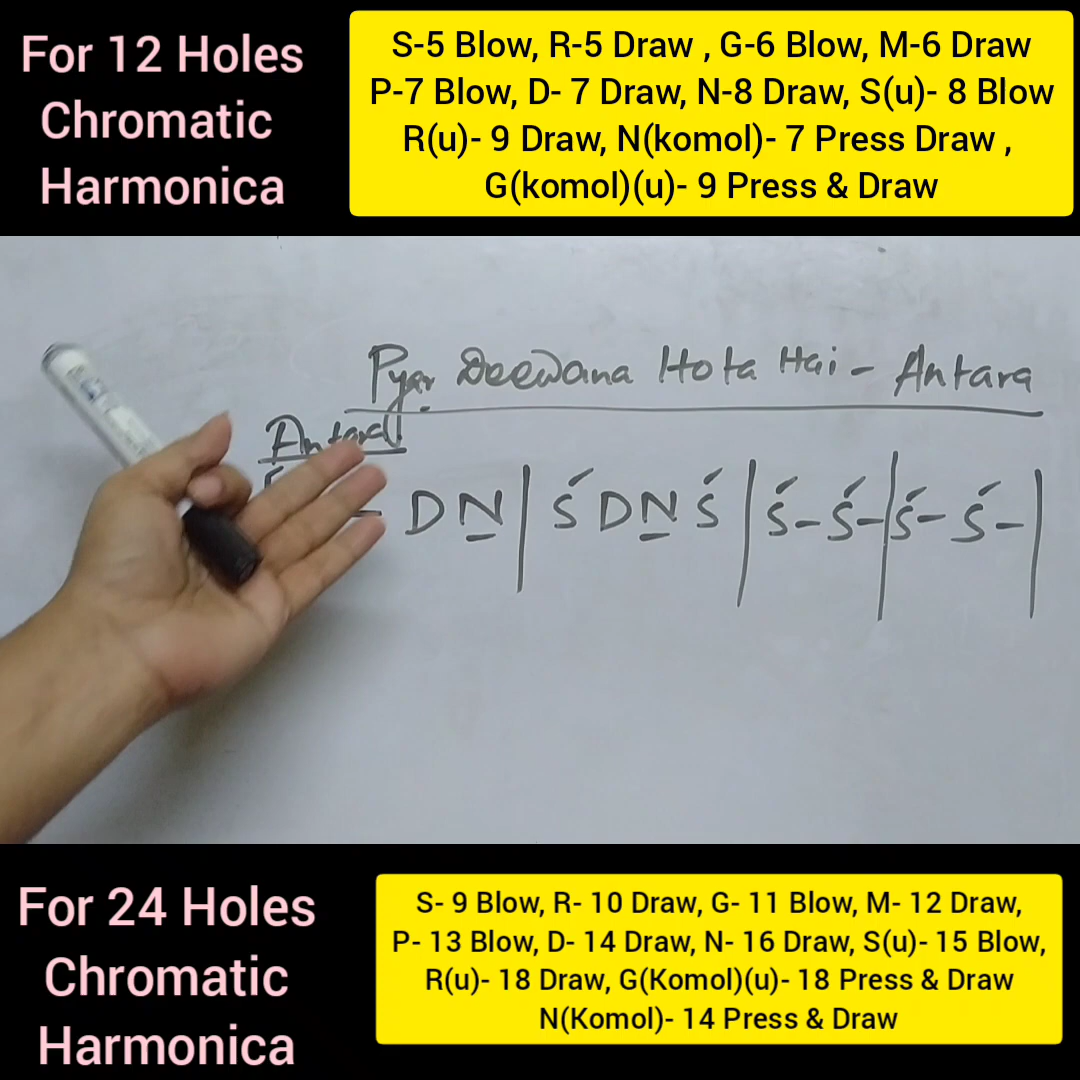 For 12 Holes
Chromatic
Harmonica
S-5 Blow, R-5 Draw , G-6 Blow, M-6 Draw
P-7 Blow, D- 7 Draw, N-8 Draw, S(u)- 8 Blow
R(u)- 9 Draw, N(komol)- 7 Press Draw ,
G(komol)(u)- 9 Press & Draw
Pyar Deewana Hota Hai - Antara
Antara
- D N̲ | Ś D N̲ Ś | Ś - Ś - | Ś - Ś - |
For 24 Holes
Chromatic
Harmonica
S- 9 Blow, R- 10 Draw, G- 11 Blow, M- 12 Draw,
P- 13 Blow, D- 14 Draw, N- 16 Draw, S(u)- 15 Blow,
R(u)- 18 Draw, G(Komol)(u)- 18 Press & Draw
N(Komol)- 14 Press & Draw